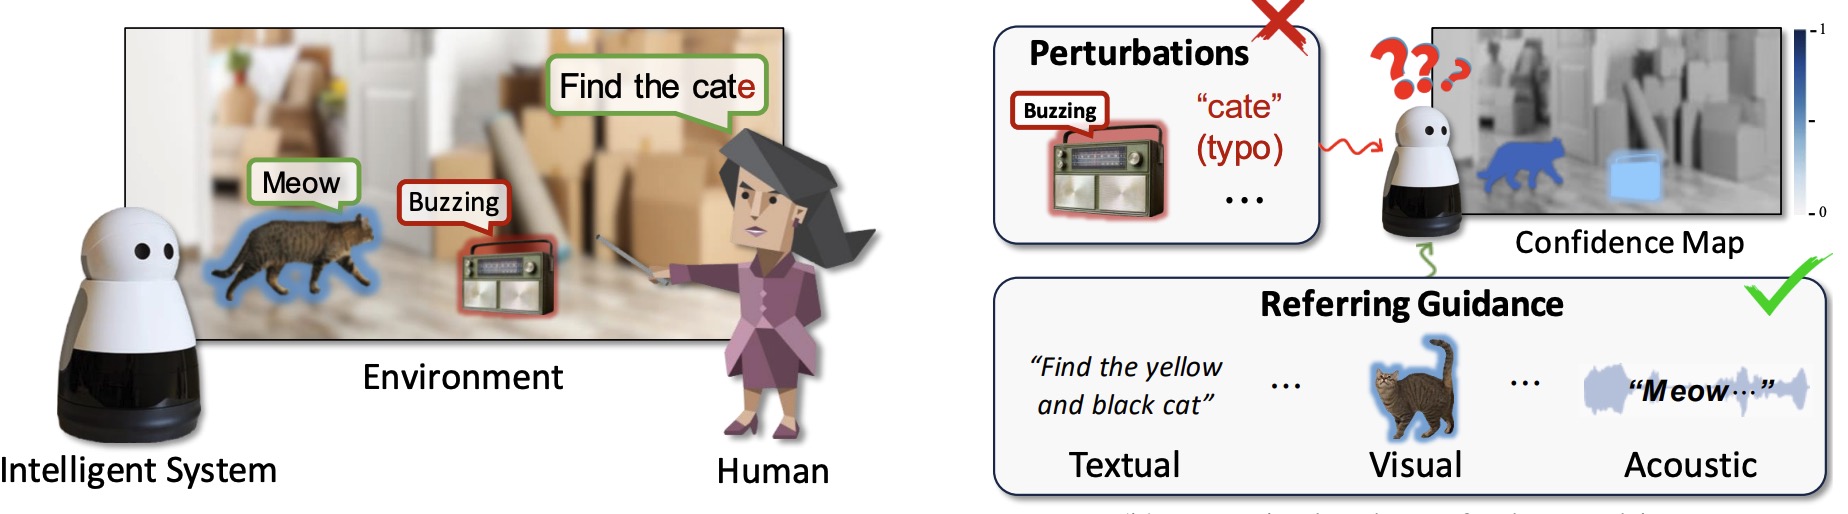 Find the cate
Meow
Buzzing
Environment
Intelligent System
Human
Perturbations
Buzzing
“cate”
(typo)
...
???
1
0
Confidence Map
Referring Guidance
“Find the yellow
and black cat”
...
...
“Meow...”
Textual
Visual
Acoustic